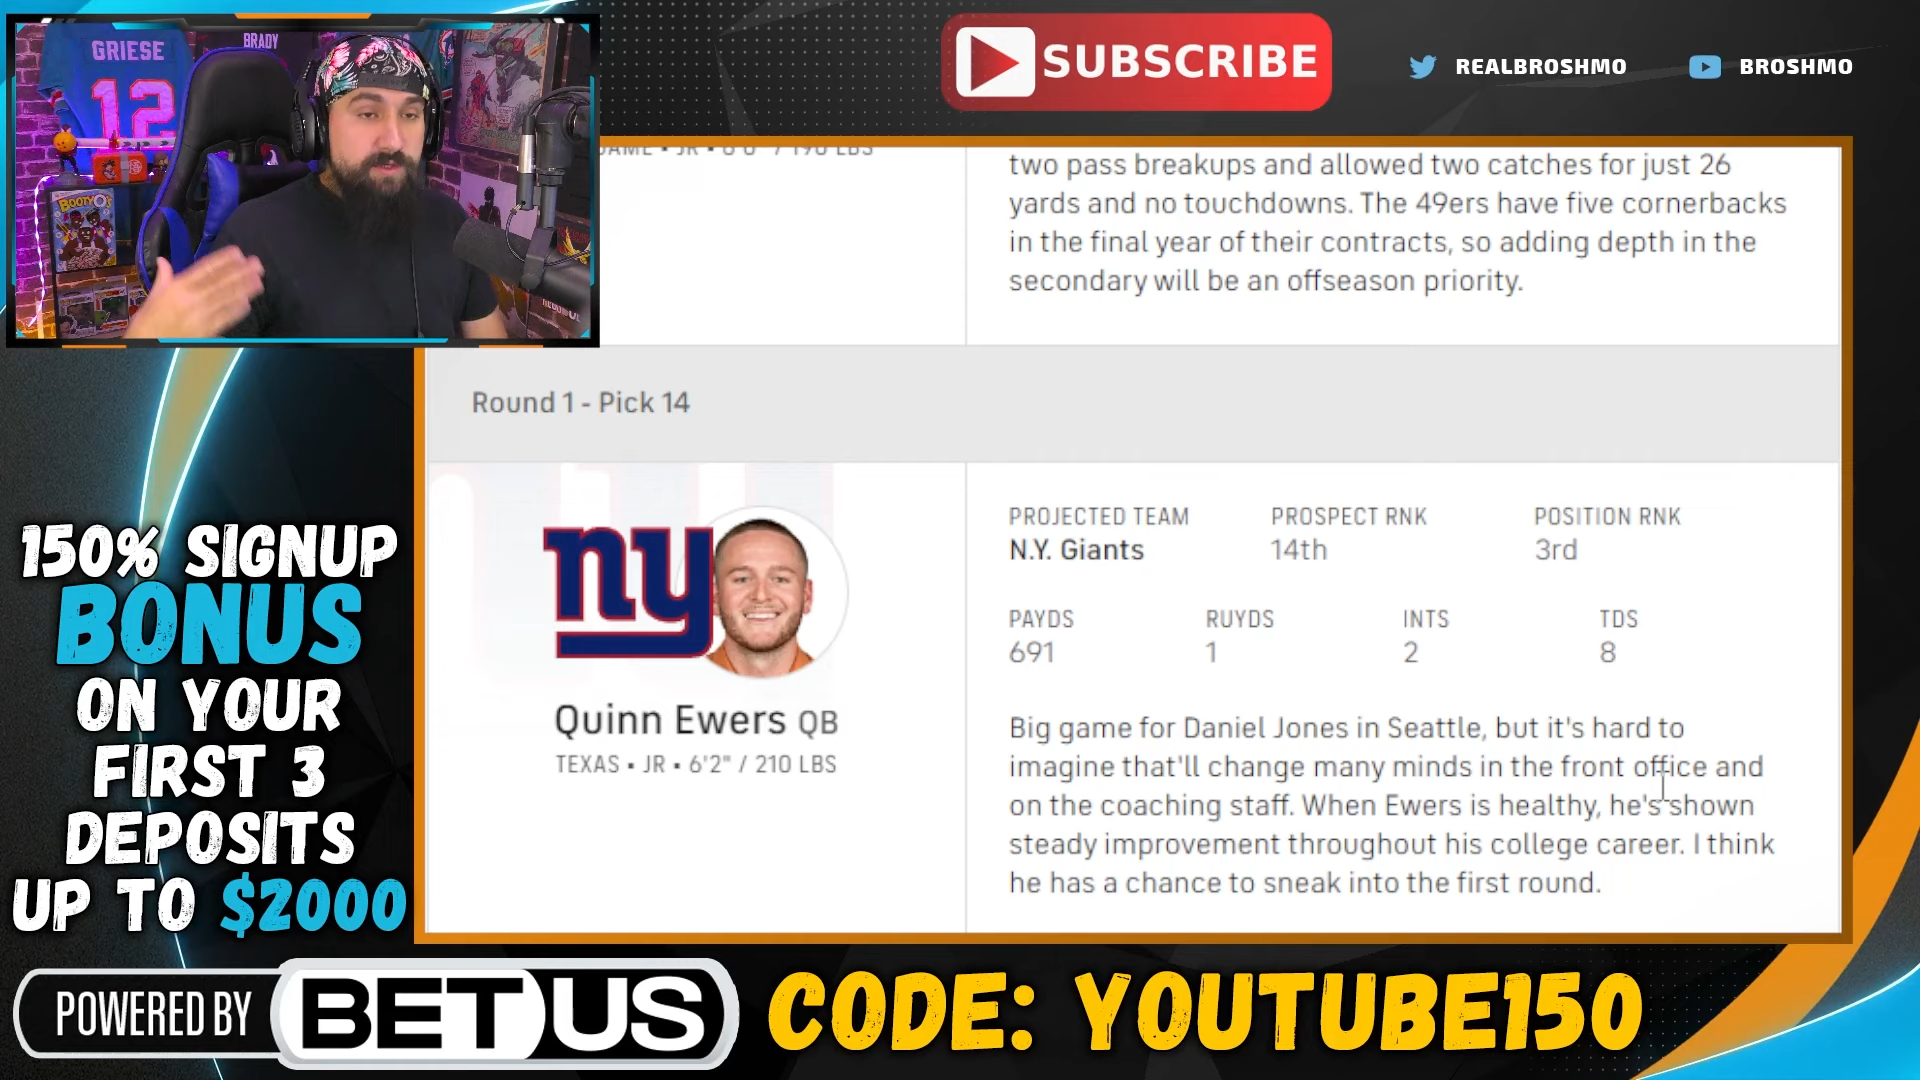 GRIESE
12
BRADY
BOOTY O'S
SUBSCRIBE
REALBROSHMO
BROSHMO
two pass breakups and allowed two catches for just 26
yards and no touchdowns. The 49ers have five cornerbacks
in the final year of their contracts, so adding depth in the
secondary will be an offseason priority.
Round 1 - Pick 14
ny
Quinn Ewers QB
TEXAS • JR • 6'2" / 210 LBS
PROJECTED TEAM PROSPECT RNK POSITION RNK
N.Y. Giants 14th 3rd
PAYDS RUYDS INTS TDS
691 1 2 8
Big game for Daniel Jones in Seattle, but it's hard to
imagine that'll change many minds in the front office and
on the coaching staff. When Ewers is healthy, he's shown
steady improvement throughout his college career. I think
he has a chance to sneak into the first round.
150% SIGNUP
BONUS
ON YOUR
FIRST 3
DEPOSITS
UP TO $2000
POWERED BY BETUS
CODE: YOUTUBE150